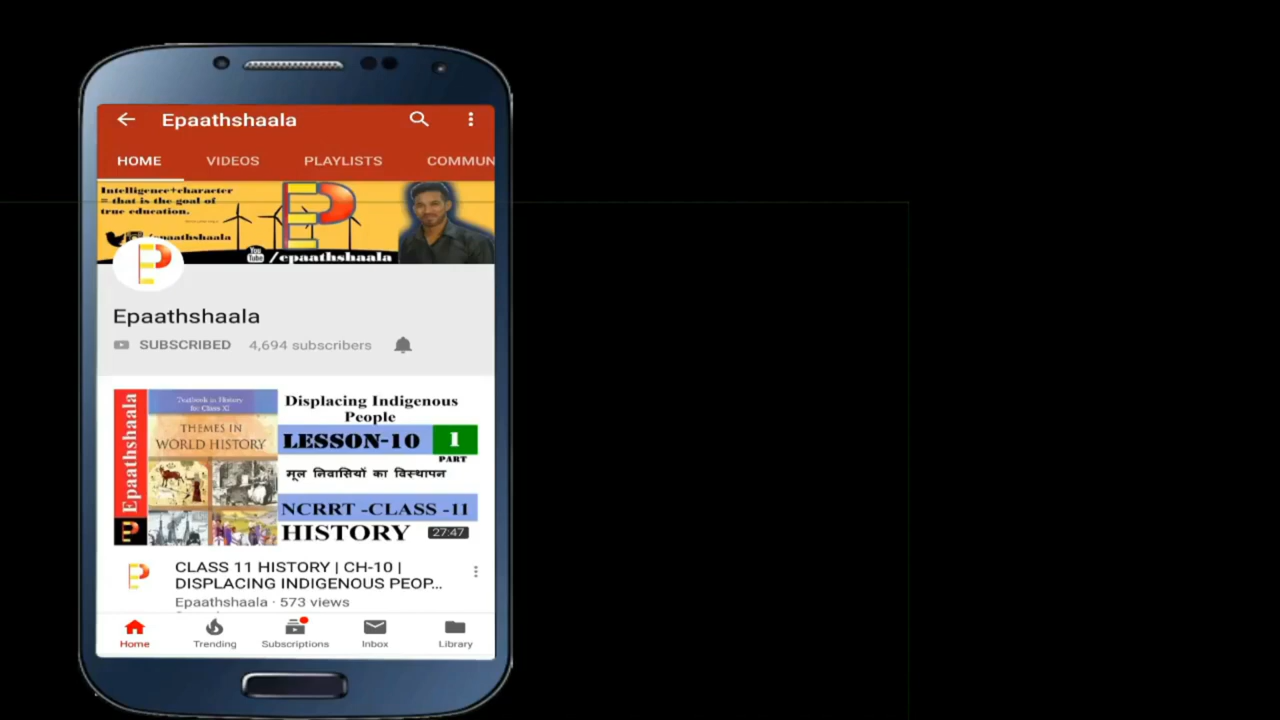 Epaathshaala
HOME VIDEOS PLAYLISTS COMMUN
Intelligence+character
= that is the goal of
true education.
/epaathshaala
You
Tube /epaathshaala
EP
Epaathshaala
SUBSCRIBED 4,694 subscribers
Epaathshaala
Textbook in History
for Class XI
THEMES IN
WORLD HISTORY
Displacing Indigenous
People
LESSON-10 1
PART
मूल निवासियों का विस्थापन
NCRRT -CLASS -11
HISTORY 27:47
CLASS 11 HISTORY | CH-10 |
DISPLACING INDIGENOUS PEOP...
Epaathshaala · 573 views
Home Trending Subscriptions Inbox Library